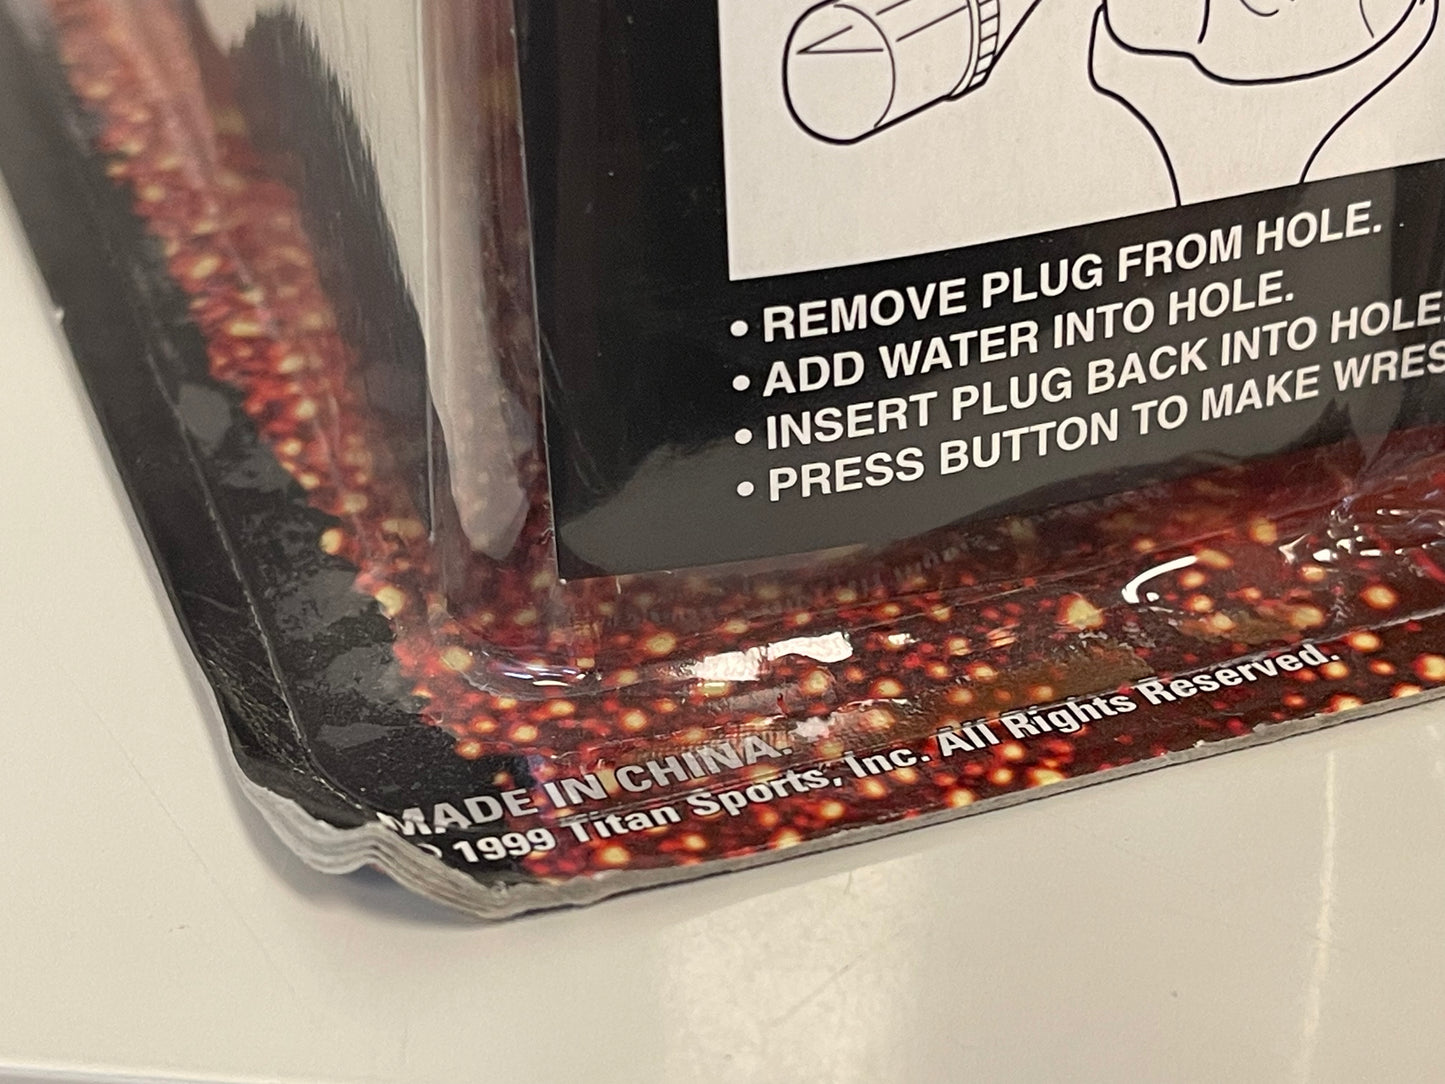 • REMOVE PLUG FROM HOLE.
• ADD WATER INTO HOLE.
• INSERT PLUG BACK INTO HOLE
• PRESS BUTTON TO MAKE WRES
MADE IN CHINA.
© 1999 Titan Sports, Inc. All Rights Reserved.